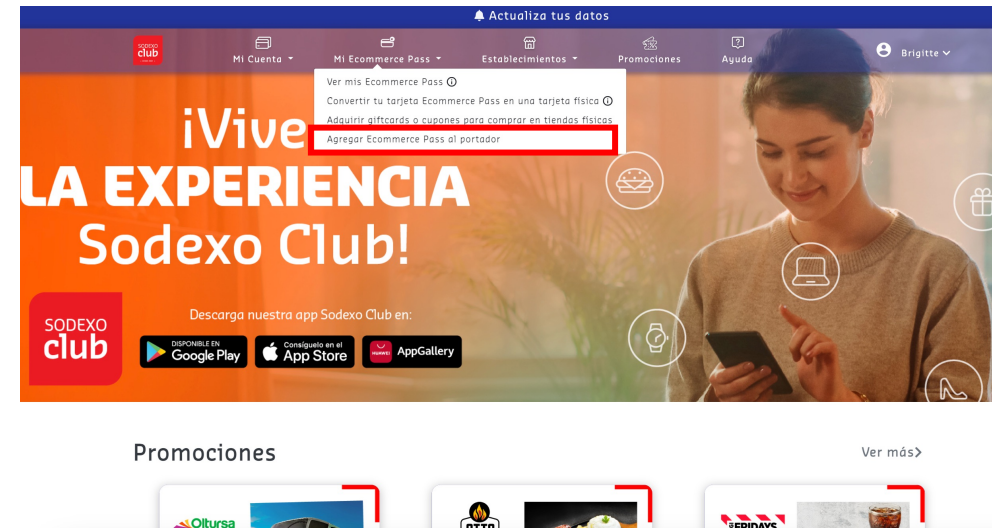 Actualiza tus datos
SODEXO
club
Mi Cuenta
Mi Ecommerce Pass
Establecimientos
Promociones
Ayuda
Brigitte
Ver mis Ecommerce Pass
Convertir tu tarjeta Ecommerce Pass en una tarjeta física
Adquirir giftcards o cupones para comprar en tiendas físicas
Agregar Ecommerce Pass al portador
¡Vive
LA EXPERIENCIA
Sodexo Club!
SODEXO
club
Descarga nuestra app Sodexo Club en:
DISPONIBLE EN
Google Play
Consíguelo en el
App Store
HUAWEI
AppGallery
Promociones
Ver más
Oltursa
OTTO
FRIDAYS